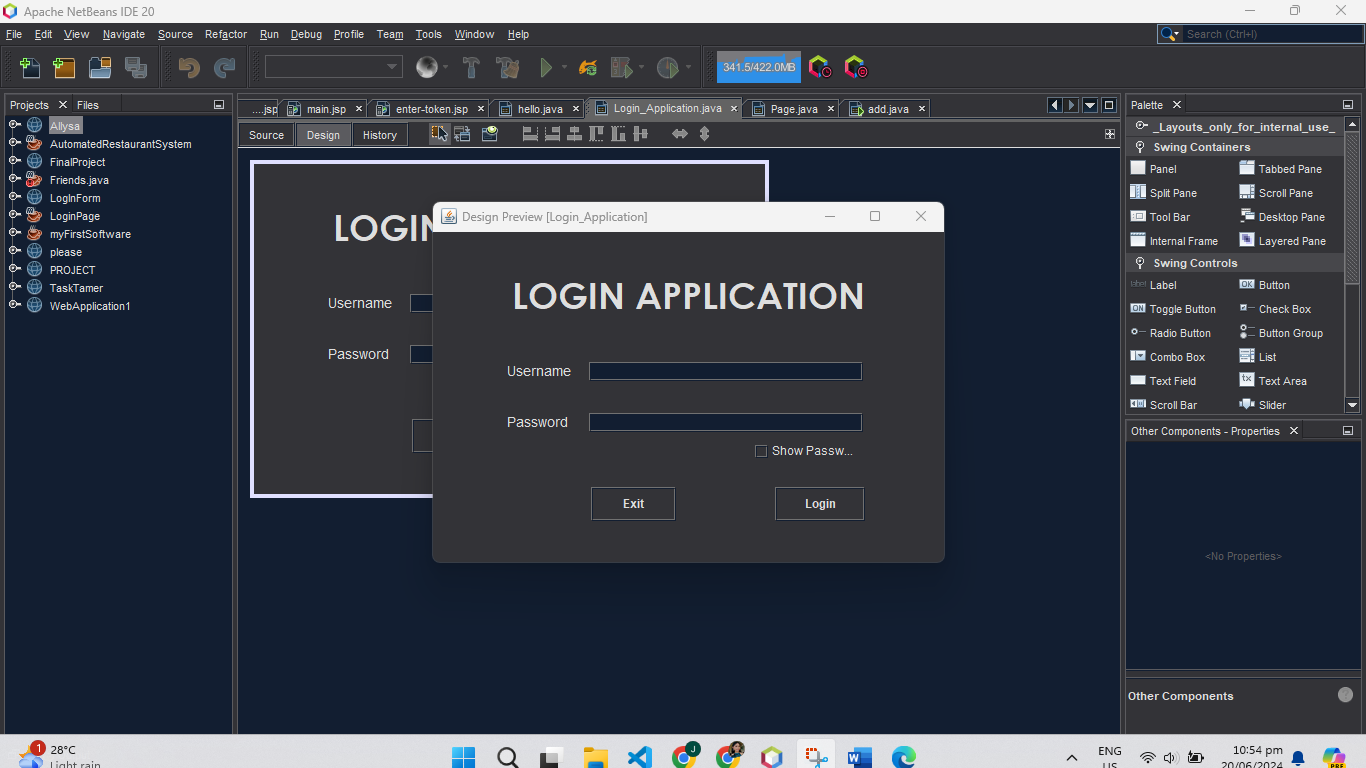 Apache NetBeans IDE 20
File Edit View Navigate Source Refactor Run Debug Profile Team Tools Window Help
Search (Ctrl+I)
341.5/422.0MB
Projects Files
Allysa
AutomatedRestaurantSystem
FinalProject
Friends.java
LogInForm
LoginPage
myFirstSoftware
please
PROJECT
TaskTamer
WebApplication1
....jsp main.jsp enter-token.jsp hello.java Login_Application.java Page.java add.java
Source Design History
LOGIN
Username
Password
Design Preview [Login_Application]
LOGIN APPLICATION
Username
Password
Show Passw...
Exit Login
Palette
_Layouts_only_for_internal_use_
Swing Containers
Panel Tabbed Pane
Split Pane Scroll Pane
Tool Bar Desktop Pane
Internal Frame Layered Pane
Swing Controls
label Label OK Button
ON Toggle Button Check Box
Radio Button Button Group
Combo Box List
Text Field tx Text Area
Scroll Bar Slider
Other Components - Properties
<No Properties>
Other Components
1
28°C
Light rain
J
W
ENG
US
10:54 pm
20/06/2024
PRE